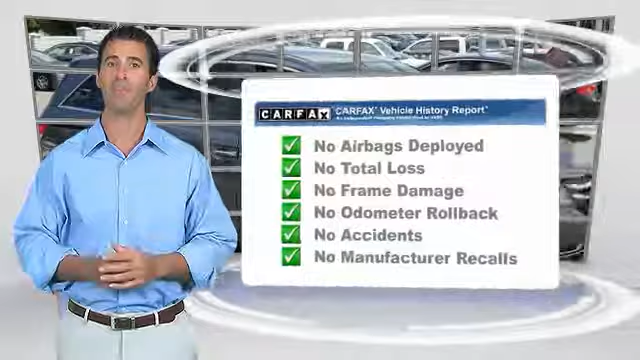 CARFAX CARFAX Vehicle History Report
No Airbags Deployed
No Total Loss
No Frame Damage
No Odometer Rollback
No Accidents
No Manufacturer Recalls